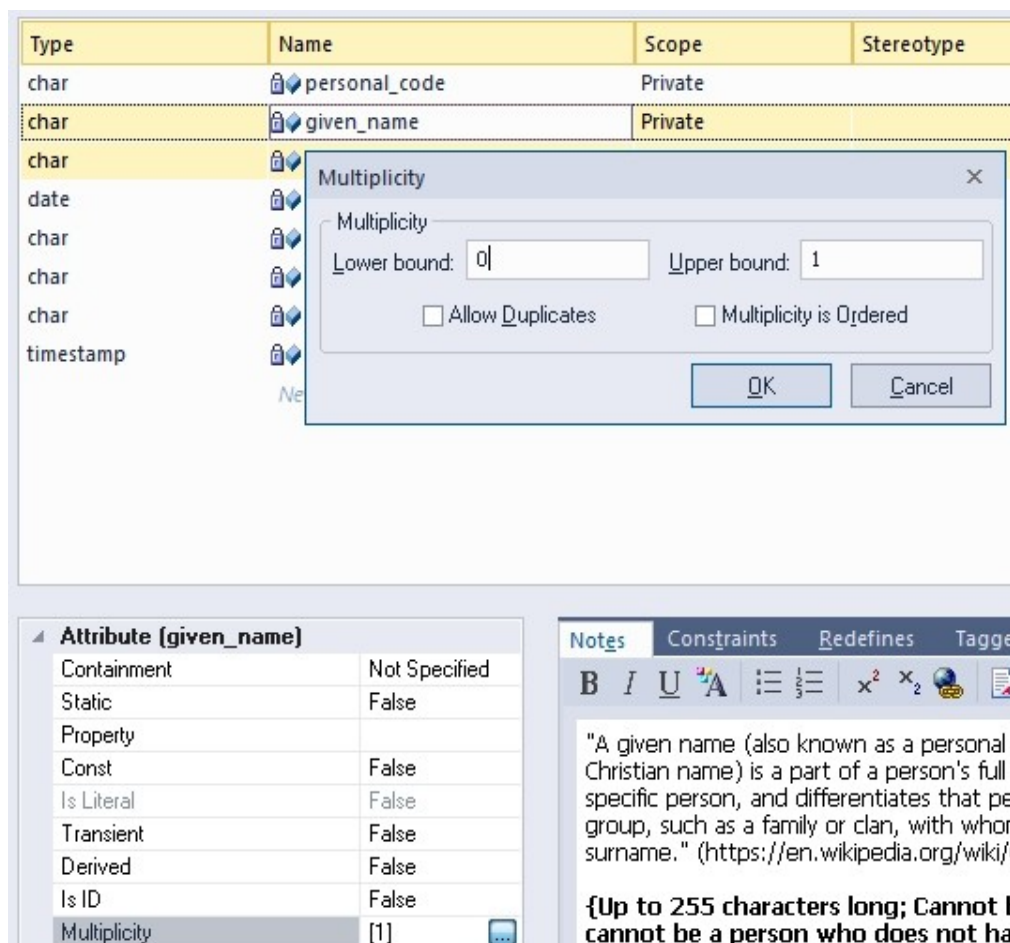 Type Name Scope Stereotype
char personal_code Private
char given_name Private
char
date
char
char
char
timestamp
Multiplicity
Multiplicity
Lower bound: 0 Upper bound: 1
Allow Duplicates Multiplicity is Ordered
OK Cancel
Attribute (given_name)
Containment Not Specified
Static False
Property
Const False
Is Literal False
Transient False
Derived False
Is ID False
Multiplicity [1] ...
Notes Constraints Redefines
B I U A x² x₂
"A given name (also known as a personal
Christian name) is a part of a person's full
specific person, and differentiates that
group, such as a family or clan, with
surname." (https://en.wikipedia.org/wiki/
{Up to 255 characters long; Cannot
cannot be a person who does not